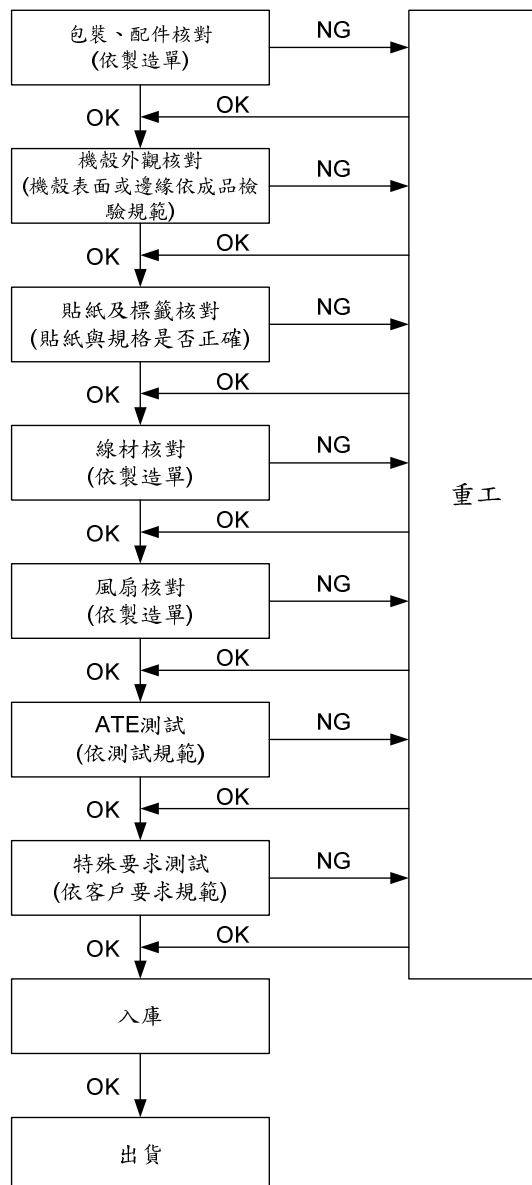 包裝、配件核對
(依製造單)
NG
OK
OK
機殼外觀核對
(機殼表面或邊緣依成品檢
驗規範)
NG
OK
OK
貼紙及標籤核對
(貼紙與規格是否正確)
NG
OK
OK
線材核對
(依製造單)
NG
重工
OK
OK
風扇核對
(依製造單)
NG
OK
OK
ATE測試
(依測試規範)
NG
OK
OK
特殊要求測試
(依客戶要求規範)
NG
OK
OK
入庫
OK
出貨